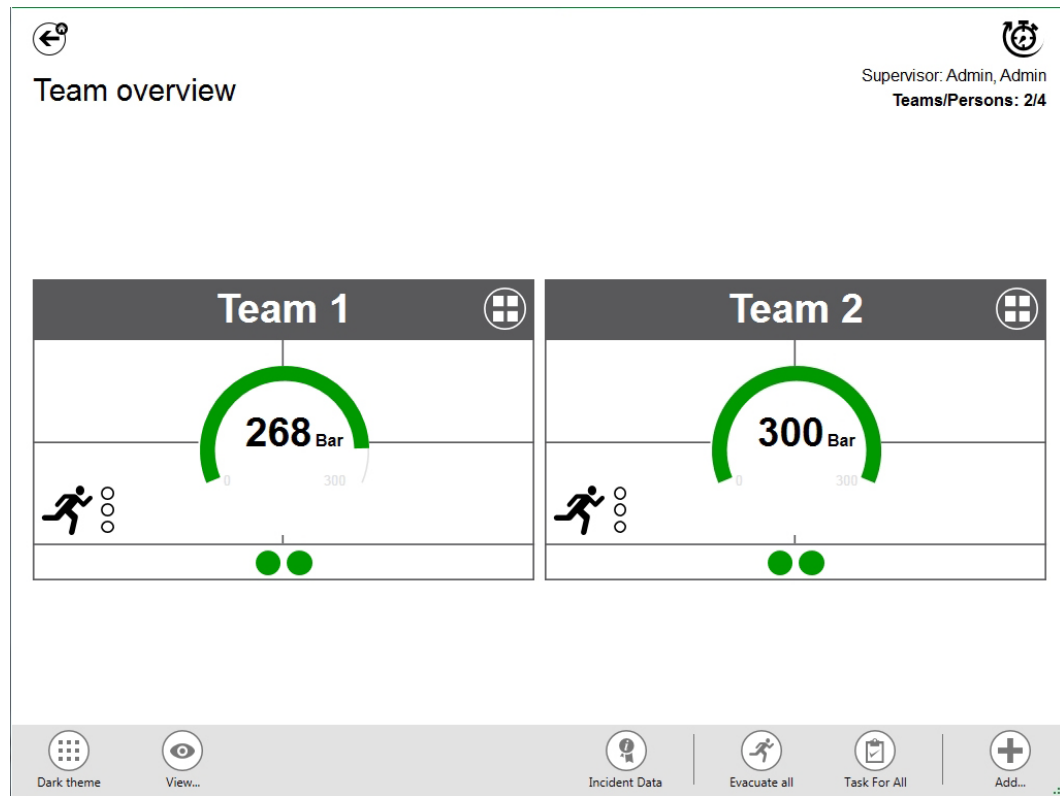 Team overview
Supervisor: Admin, Admin
Teams/Persons: 2/4
Team 1
268 Bar
0 300
Team 2
300 Bar
0 300
Dark theme
View...
Incident Data
Evacuate all
Task For All
Add...